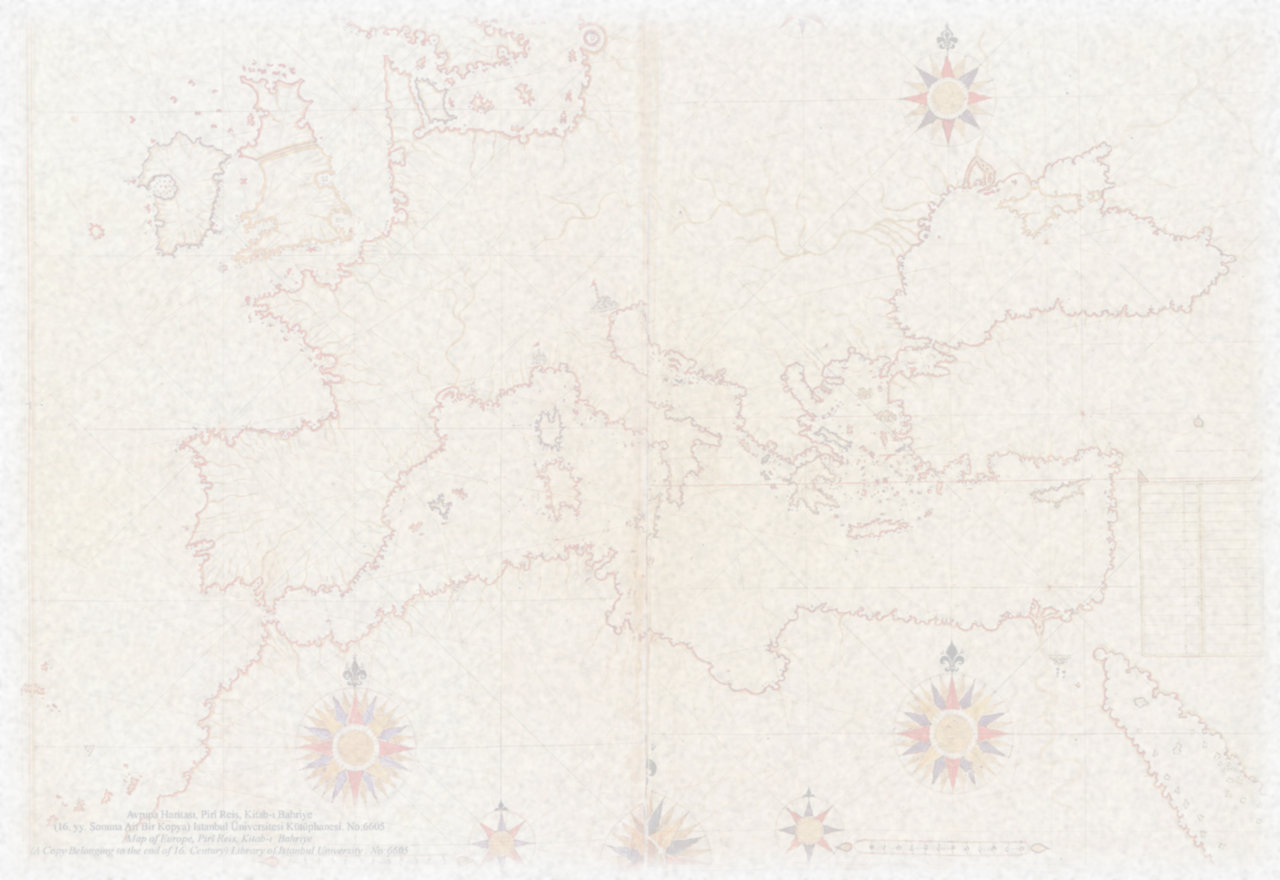 Avrupa Haritası, Piri Reis, Kitab-ı Bahriye
(16. yy. Sonuna Ait Bir Kopya) İstanbul Üniversitesi Kütüphanesi. No:6605
Map of Europe, Piri Reis, Kitab-ı Bahriye
(A Copy Belonging to the end of 16. Century) Library of Istanbul University . No:6605